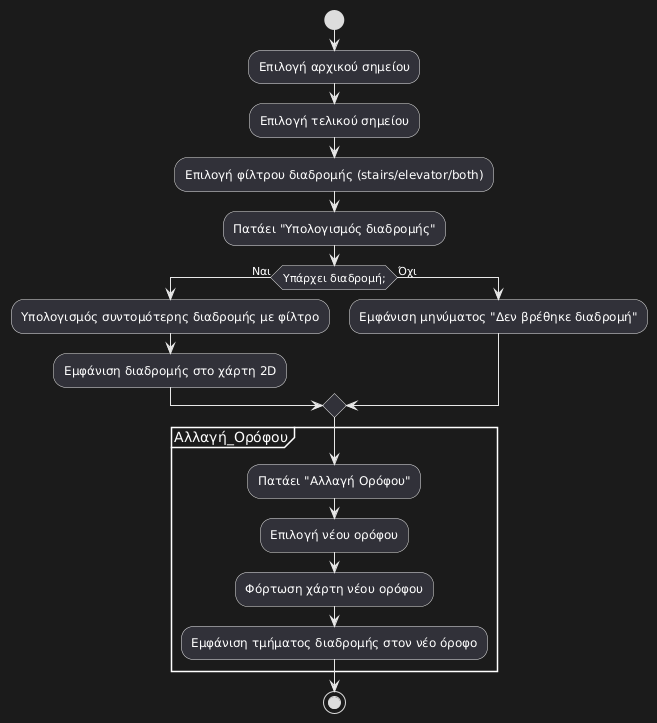 Επιλογή αρχικού σημείου
Επιλογή τελικού σημείου
Επιλογή φίλτρου διαδρομής (stairs/elevator/both)
Πατάει "Υπολογισμός διαδρομής"
Υπάρχει διαδρομή;
Ναι
Όχι
Υπολογισμός συντομότερης διαδρομής με φίλτρο
Εμφάνιση διαδρομής στο χάρτη 2D
Εμφάνιση μηνύματος "Δεν βρέθηκε διαδρομή"
Αλλαγή_Ορόφου
Πατάει "Αλλαγή Ορόφου"
Επιλογή νέου ορόφου
Φόρτωση χάρτη νέου ορόφου
Εμφάνιση τμήματος διαδρομής στον νέο όροφο